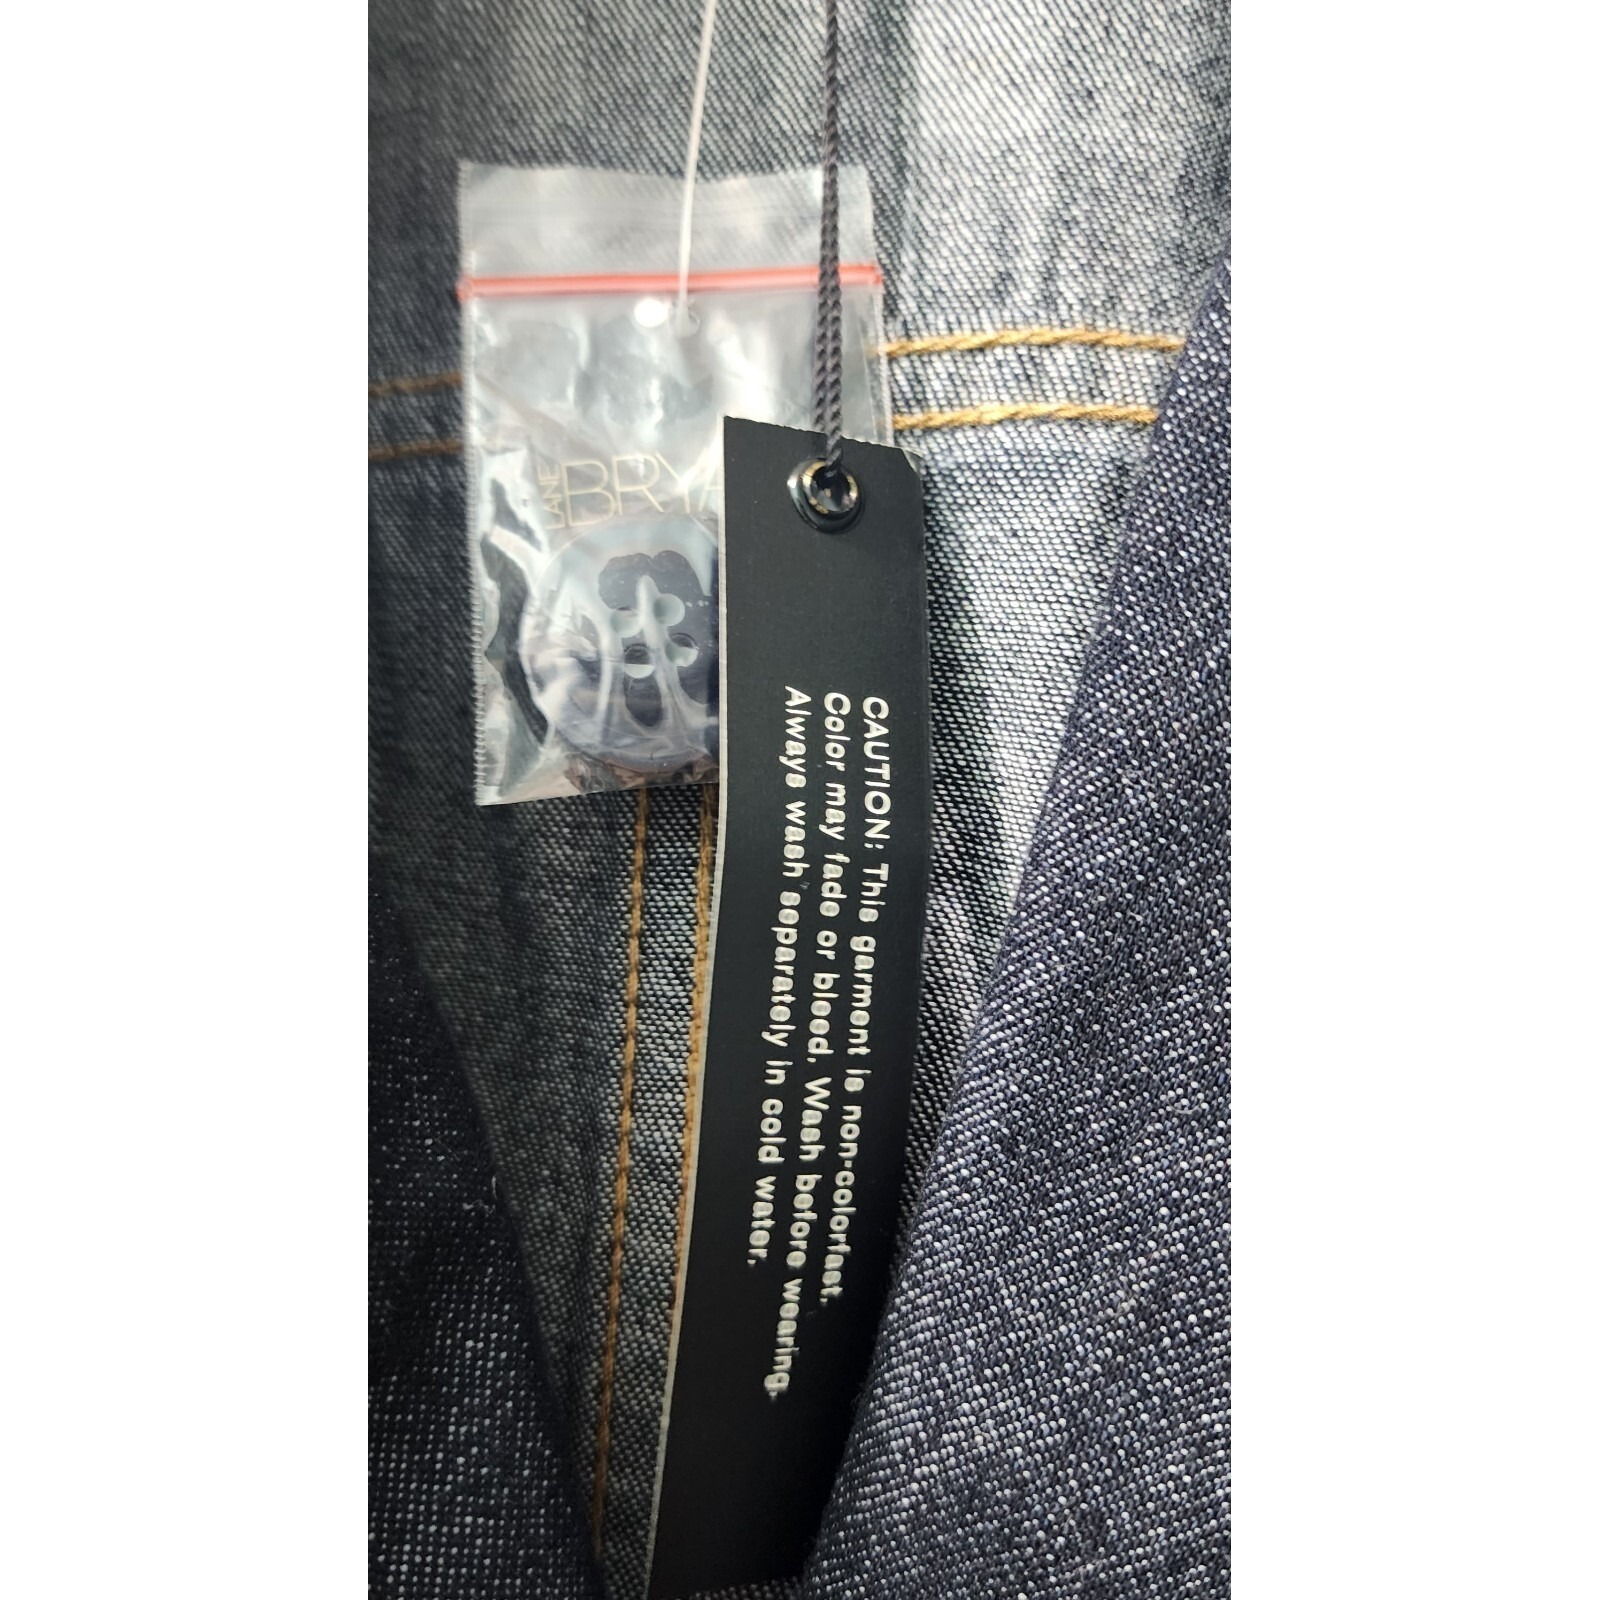 LANE
BRYA
CAUTION: This garment is non-colorfast.
Color may fade or bleed. Wash before wearing.
Always wash separately in cold water.